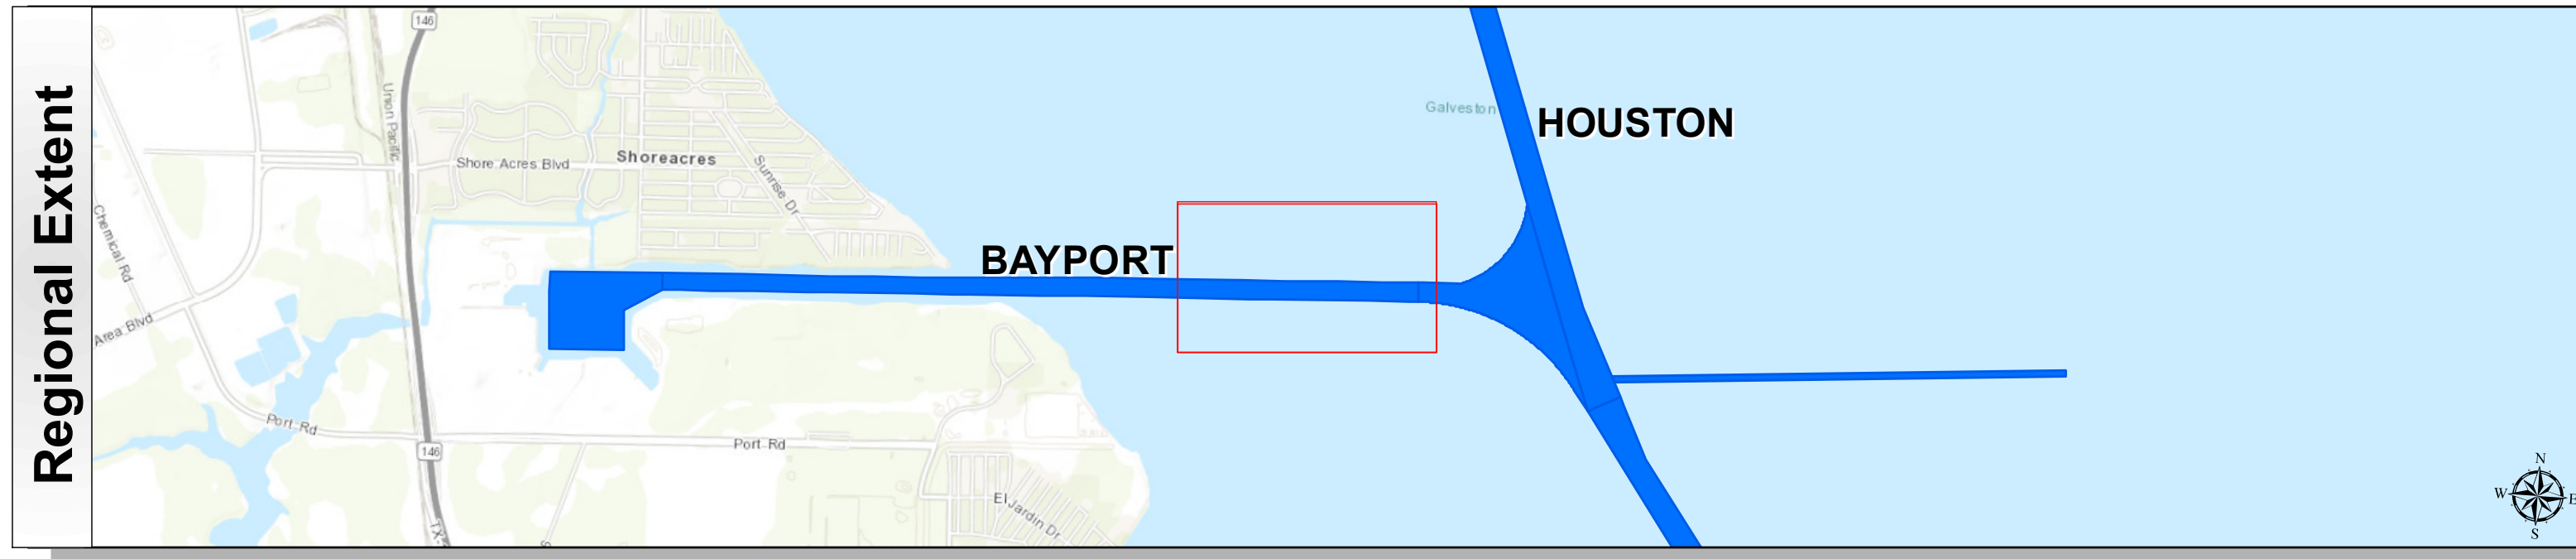 Regional Extent
146
Union Pacific
Shore Acres Blvd
Shoreacres
Sunrise Dr
Chemical Rd
Area Blvd
Port Rd
146
Port Rd
El Jardin Dr
BAYPORT
Galveston
HOUSTON
N
W
E
S